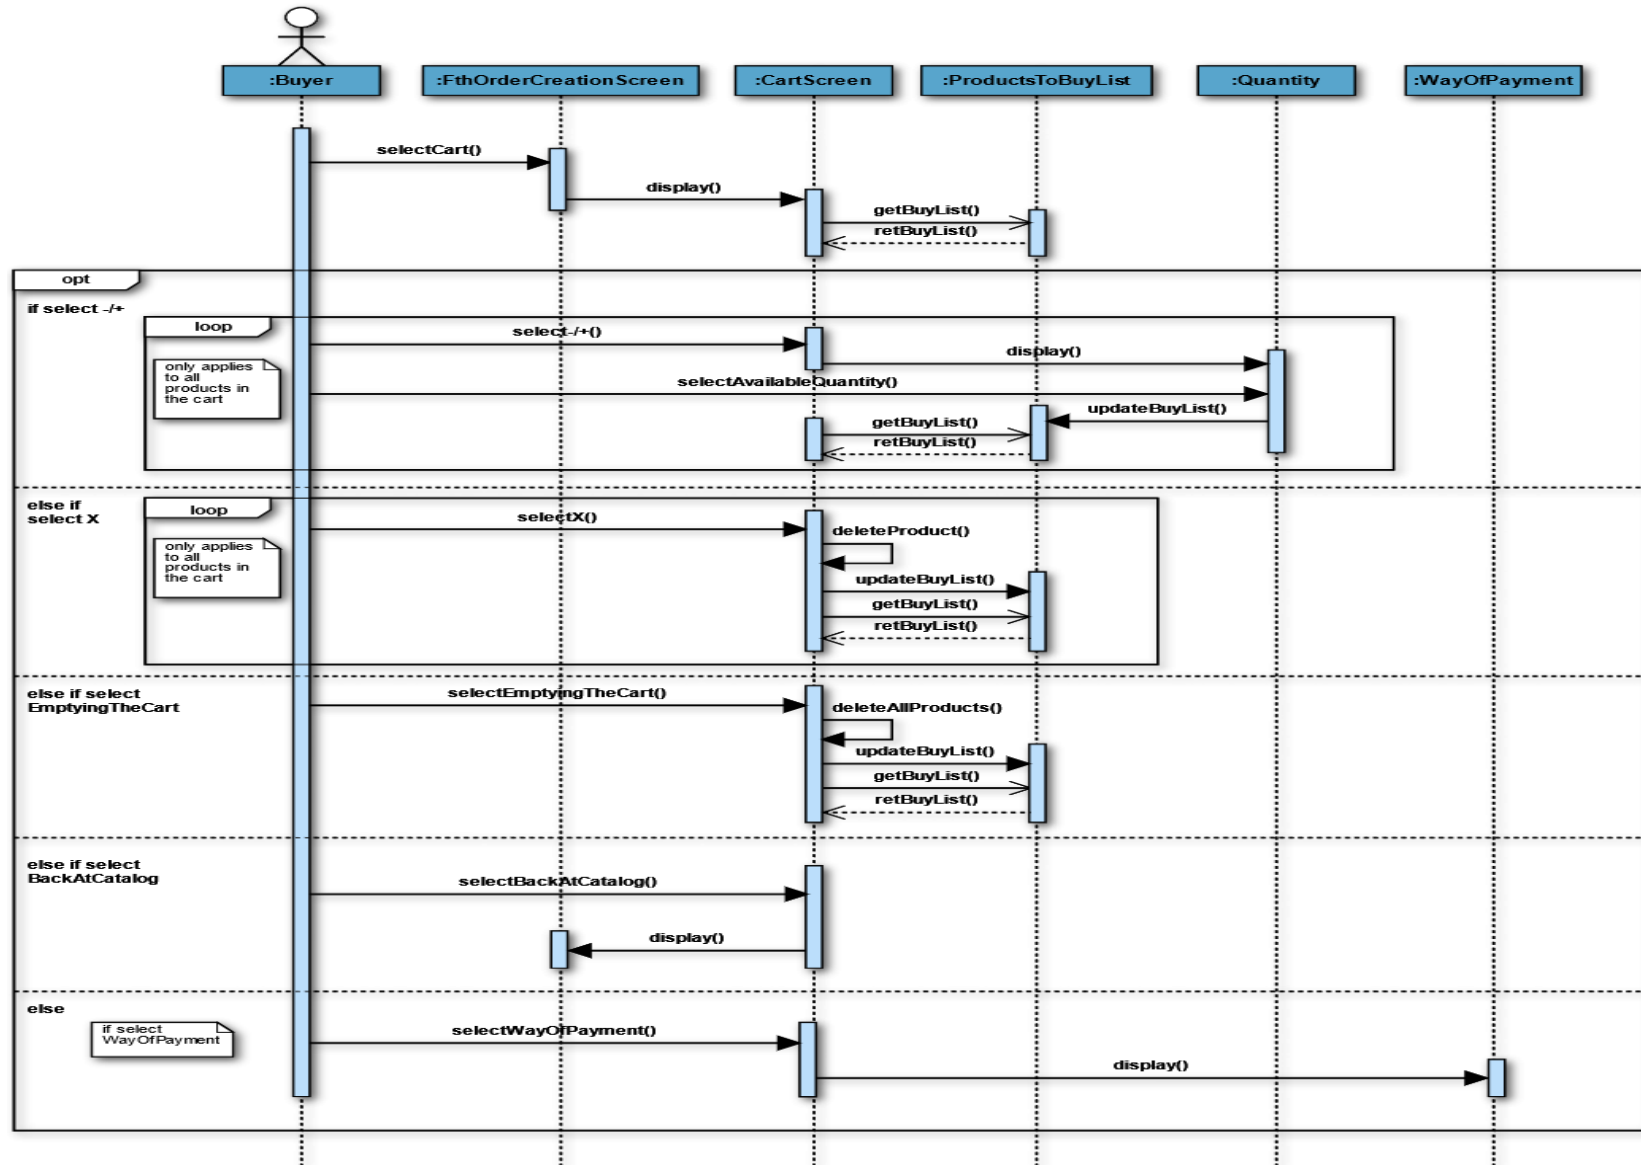 :Buyer
:FthOrderCreationScreen
:CartScreen
:ProductsToBuyList
:Quantity
:WayOfPayment
selectCart()
display()
getBuyList()
retBuyList()
opt
if select -/+
loop
select-/+()
display()
only applies
to all
products in
the cart
selectAvailableQuantity()
updateBuyList()
getBuyList()
retBuyList()
else if
select X
loop
selectX()
deleteProduct()
only applies
to all
products in
the cart
updateBuyList()
getBuyList()
retBuyList()
else if select
EmptyingTheCart
selectEmptyingTheCart()
deleteAllProducts()
updateBuyList()
getBuyList()
retBuyList()
else if select
BackAtCatalog
selectBackAtCatalog()
display()
else
if select
WayOfPayment
selectWayOfPayment()
display()